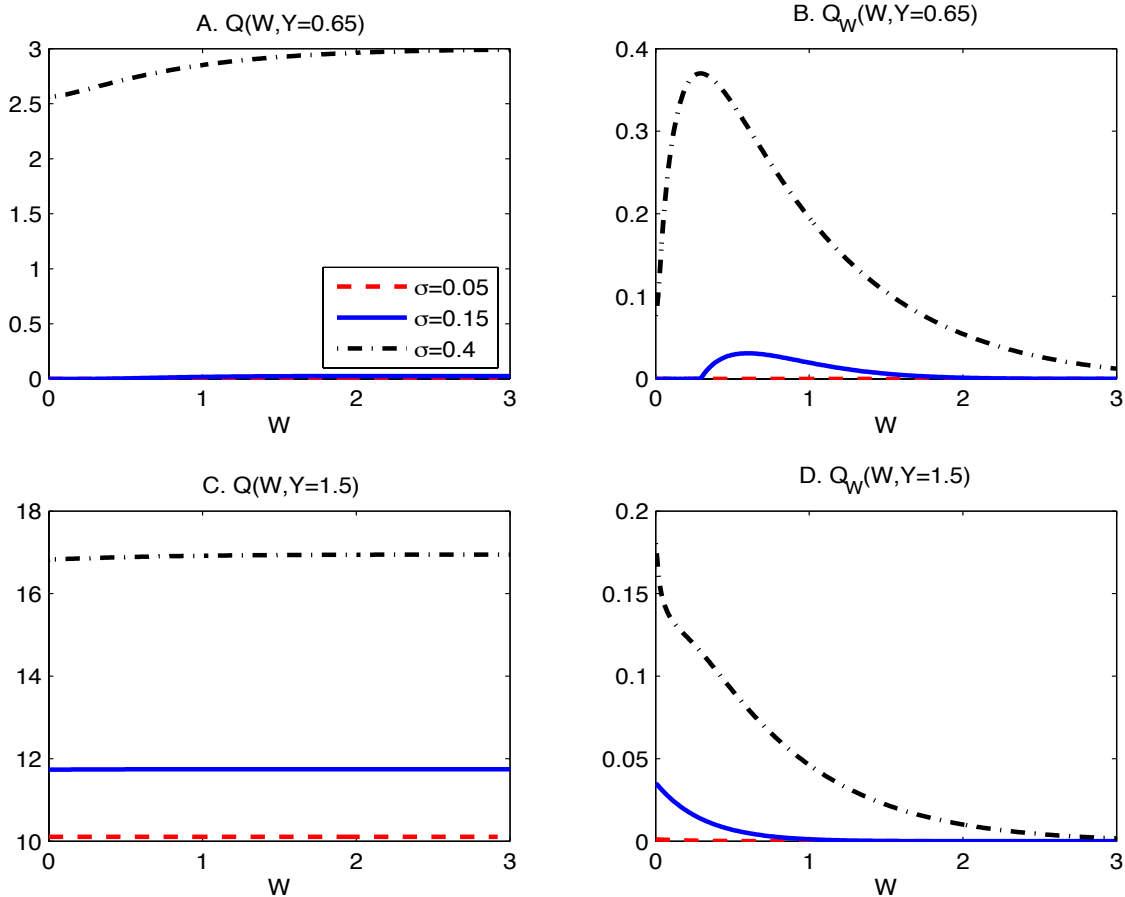 A. Q(W,Y=0.65)
3
2.5
2
1.5
1
0.5
0
σ=0.05
σ=0.15
σ=0.4
0 1 2 3
W
B. Q_W(W,Y=0.65)
0.4
0.3
0.2
0.1
0
0 1 2 3
W
C. Q(W,Y=1.5)
18
16
14
12
10
0 1 2 3
W
D. Q_W(W,Y=1.5)
0.2
0.15
0.1
0.05
0
0 1 2 3
W